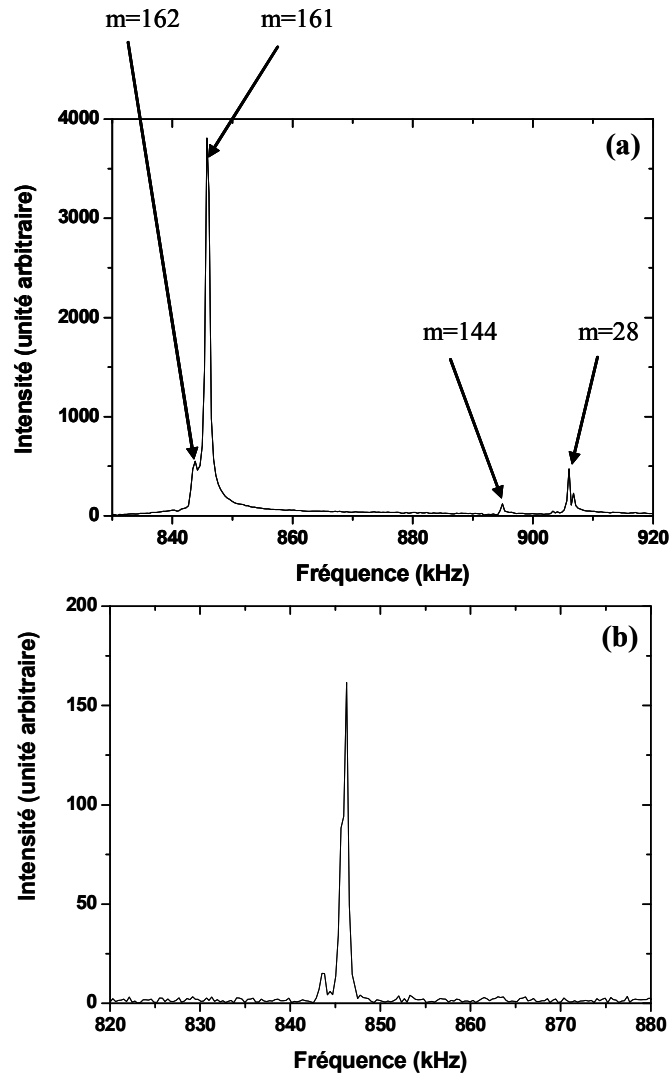 m=162 m=161
(a)
4000
3000
2000
1000
0
Intensité (unité arbitraire)
m=144 m=28
840 860 880 900 920
Fréquence (kHz)
(b)
200
150
100
50
0
Intensité (unité arbitraire)
820 830 840 850 860 870 880
Fréquence (kHz)